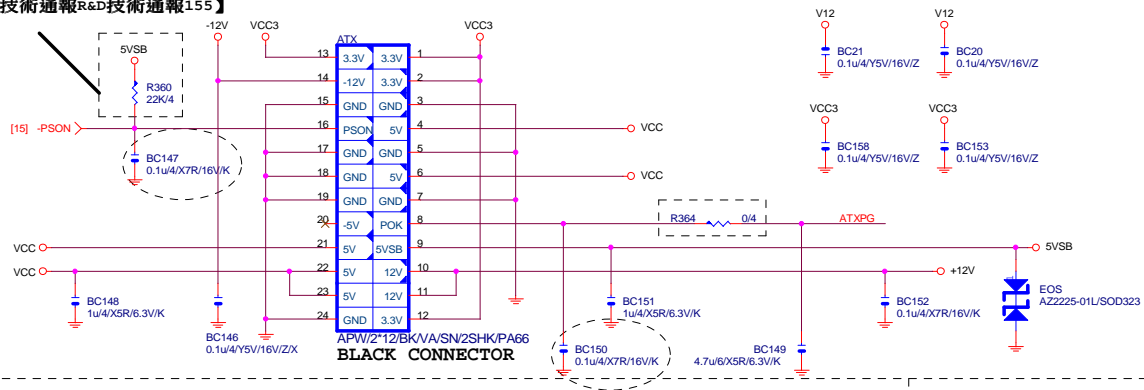 技術通報R&D技術通報155】
-12V
VCC3
VCC3
V12
V12
5VSB
R360
22K/4
[15] -PSON
BC147
0.1u/4/X7R/16V/K
ATX
13 3.3V 3.3V 1
14 -12V 3.3V 2
15 GND GND 3
16 PSON 5V 4
17 GND GND 5
18 GND 5V 6
19 GND GND 7
20 -5V POK 8
21 5V 5VSB 9
22 5V 12V 10
23 5V 12V 11
24 GND 3.3V 12
APW/2*12/BK/VA/SN/2SHK/PA66
BLACK CONNECTOR
VCC
VCC
VCC
VCC
BC148
1u/4/X5R/6.3V/K
BC146
0.1u/4/Y5V/16V/Z/X
BC21
0.1u/4/Y5V/16V/Z
BC20
0.1u/4/Y5V/16V/Z
VCC3
VCC3
BC158
0.1u/4/Y5V/16V/Z
BC153
0.1u/4/Y5V/16V/Z
R364 0/4
ATXPG
5VSB
+12V
BC151
1u/4/X5R/6.3V/K
BC152
0.1u/4/X7R/16V/K
EOS
AZ2225-01L/SOD323
BC150
0.1u/4/X7R/16V/K
BC149
4.7u/6/X5R/6.3V/K